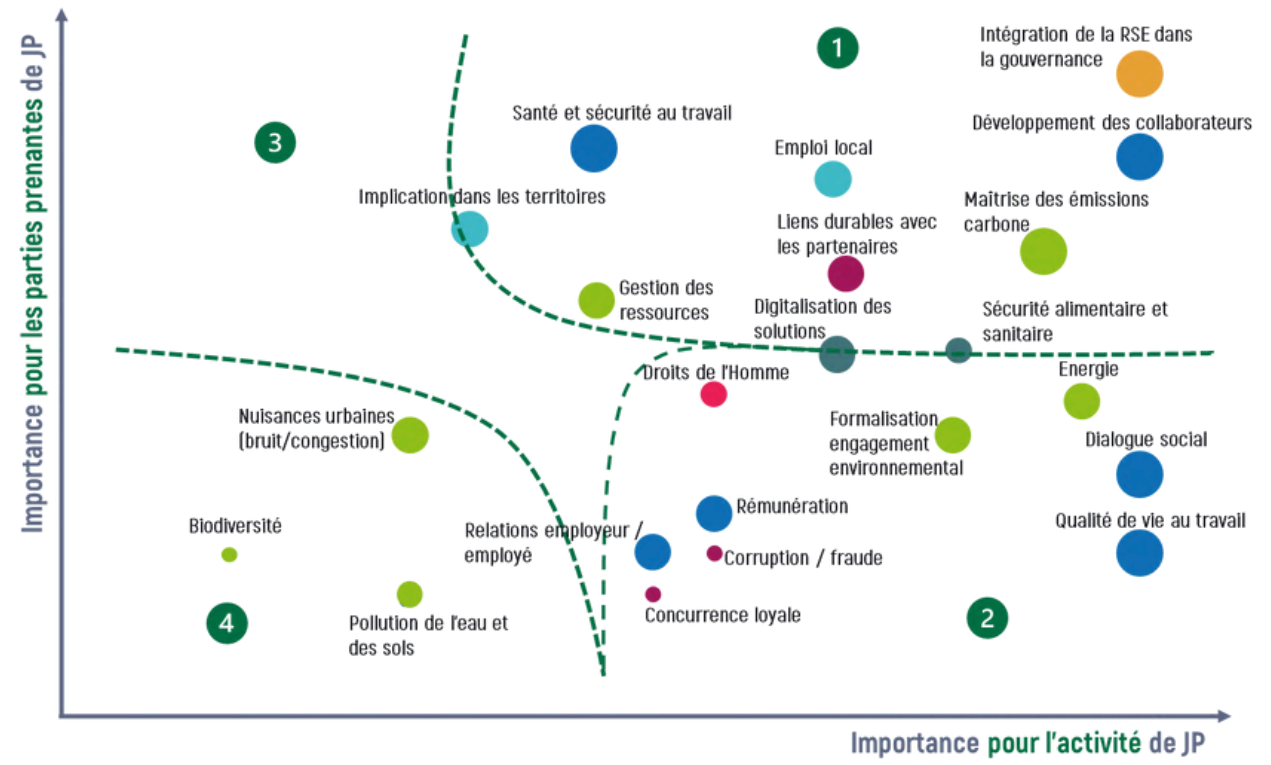 Importance pour les parties prenantes de JP
1
Intégration de la RSE dans
la gouvernance
Santé et sécurité au travail
Développement des collaborateurs
3
Emploi local
Implication dans les territoires
Maîtrise des émissions
carbone
Liens durables avec
les partenaires
Gestion des
ressources
Digitalisation des
solutions
Sécurité alimentaire et
sanitaire
Droits de l'Homme
Energie
Nuisances urbaines
(bruit/congestion)
Formalisation
engagement
environnemental
Dialogue social
Rémunération
Qualité de vie au travail
Biodiversité
Relations employeur /
employé
Corruption / fraude
4
Pollution de l'eau et
des sols
Concurrence loyale
2
Importance pour l'activité de JP